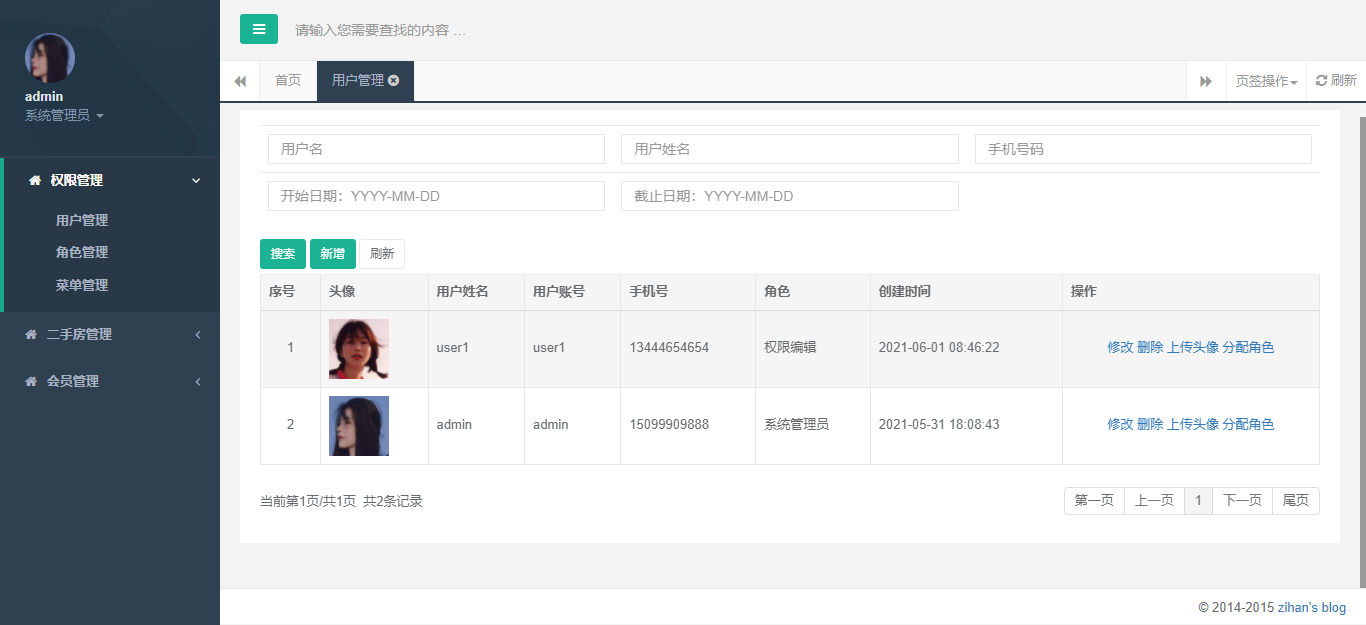 admin
系统管理员
权限管理
用户管理
角色管理
菜单管理
二手房管理
会员管理
请输入您需要查找的内容 …
首页 用户管理 页签操作 刷新
用户名 用户姓名 手机号码
开始日期：YYYY-MM-DD 截止日期：YYYY-MM-DD
搜索 新增 刷新
序号 头像 用户姓名 用户账号 手机号 角色 创建时间 操作
1 user1 user1 13444654654 权限编辑 2021-06-01 08:46:22 修改 删除 上传头像 分配角色
2 admin admin 15099909888 系统管理员 2021-05-31 18:08:43 修改 删除 上传头像 分配角色
当前第1页/共1页 共2条记录 第一页 上一页 1 下一页 尾页
© 2014-2015 zihan's blog